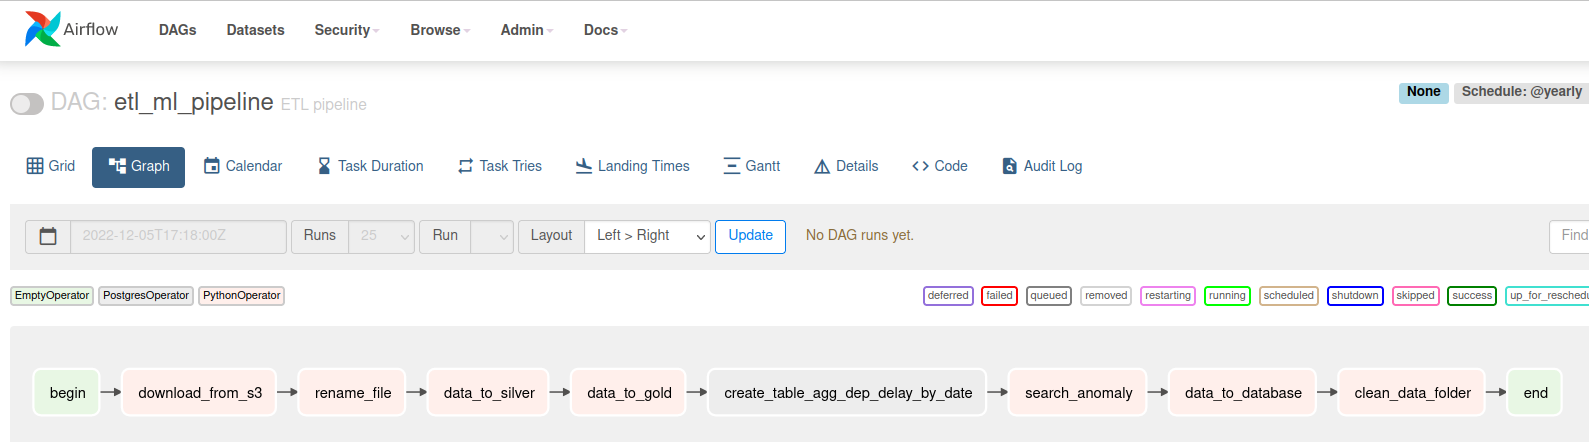 Airflow DAGs Datasets Security Browse Admin Docs
DAG: etl_ml_pipeline ETL pipeline None Schedule: @yearly
Grid Graph Calendar Task Duration Task Tries Landing Times Gantt Details Code Audit Log
2022-12-05T17:18:00Z Runs 25 Run Layout Left > Right Update No DAG runs yet. Find
EmptyOperator PostgresOperator PythonOperator deferred failed queued removed restarting running scheduled shutdown skipped success up_for_reschedu
begin download_from_s3 rename_file data_to_silver data_to_gold create_table_agg_dep_delay_by_date search_anomaly data_to_database clean_data_folder end